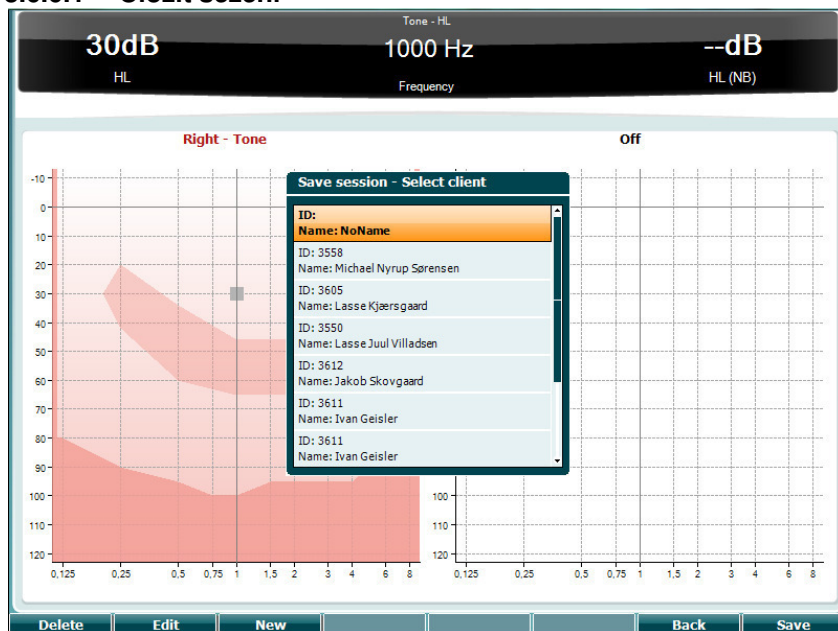 Tone - HL
30dB
1000 Hz
--dB
HL
Frequency
HL (NB)
Right - Tone
Off
Save session - Select client
ID:
Name: NoName
ID: 3558
Name: Michael Nyrup Sørensen
ID: 3605
Name: Lasse Kjærsgaard
ID: 3550
Name: Lasse Juul Villadsen
ID: 3612
Name: Jakob Skovgaard
ID: 3611
Name: Ivan Geisler
ID: 3611
Name: Ivan Geisler
-10
0
10
20
30
40
50
60
70
80
90
100
110
120
0,125 0,25 0,5 0,75 1 1,5 2 3 4 6 8
100
110
120
0,125 0,25 0,5 0,75 1 1,5 2 3 4 6 8
Delete Edit New Back Save